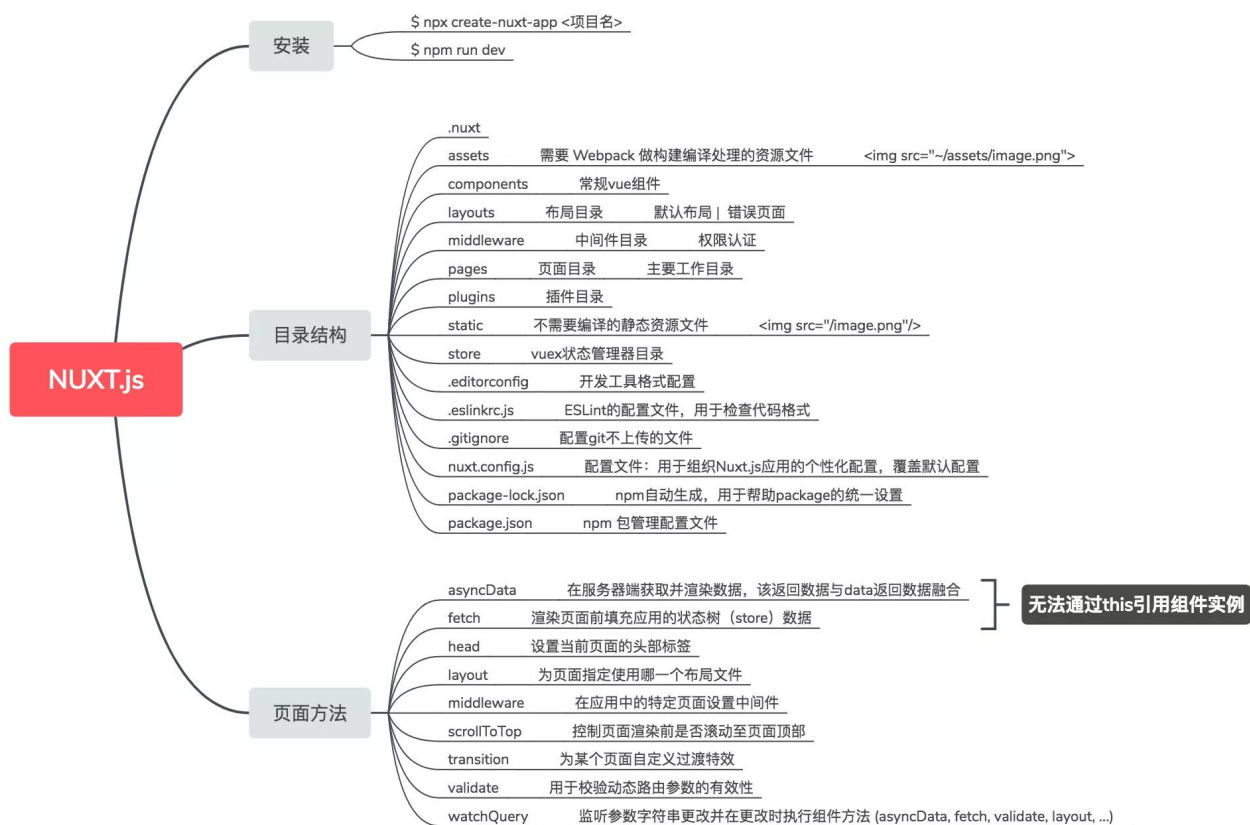 NUXT.js
安装
$ npx create-nuxt-app <项目名>
$ npm run dev
目录结构
.nuxt
assets 需要 Webpack 做构建编译处理的资源文件 <img src="~/assets/image.png">
components 常规vue组件
layouts 布局目录 默认布局 | 错误页面
middleware 中间件目录 权限认证
pages 页面目录 主要工作目录
plugins 插件目录
static 不需要编译的静态资源文件 <img src="/image.png"/>
store vuex状态管理器目录
.editorconfig 开发工具格式配置
.eslinkrc.js ESLint的配置文件，用于检查代码格式
.gitignore 配置git不上传的文件
nuxt.config.js 配置文件：用于组织Nuxt.js应用的个性化配置，覆盖默认配置
package-lock.json npm自动生成，用于帮助package的统一设置
package.json npm 包管理配置文件
页面方法
asyncData 在服务器端获取并渲染数据，该返回数据与data返回数据融合
fetch 渲染页面前填充应用的状态树（store）数据
无法通过this引用组件实例
head 设置当前页面的头部标签
layout 为页面指定使用哪一个布局文件
middleware 在应用中的特定页面设置中间件
scrollToTop 控制页面渲染前是否滚动至页面顶部
transition 为某个页面自定义过渡特效
validate 用于校验动态路由参数的有效性
watchQuery 监听参数字符串更改并在更改时执行组件方法 (asyncData, fetch, validate, layout, ...)